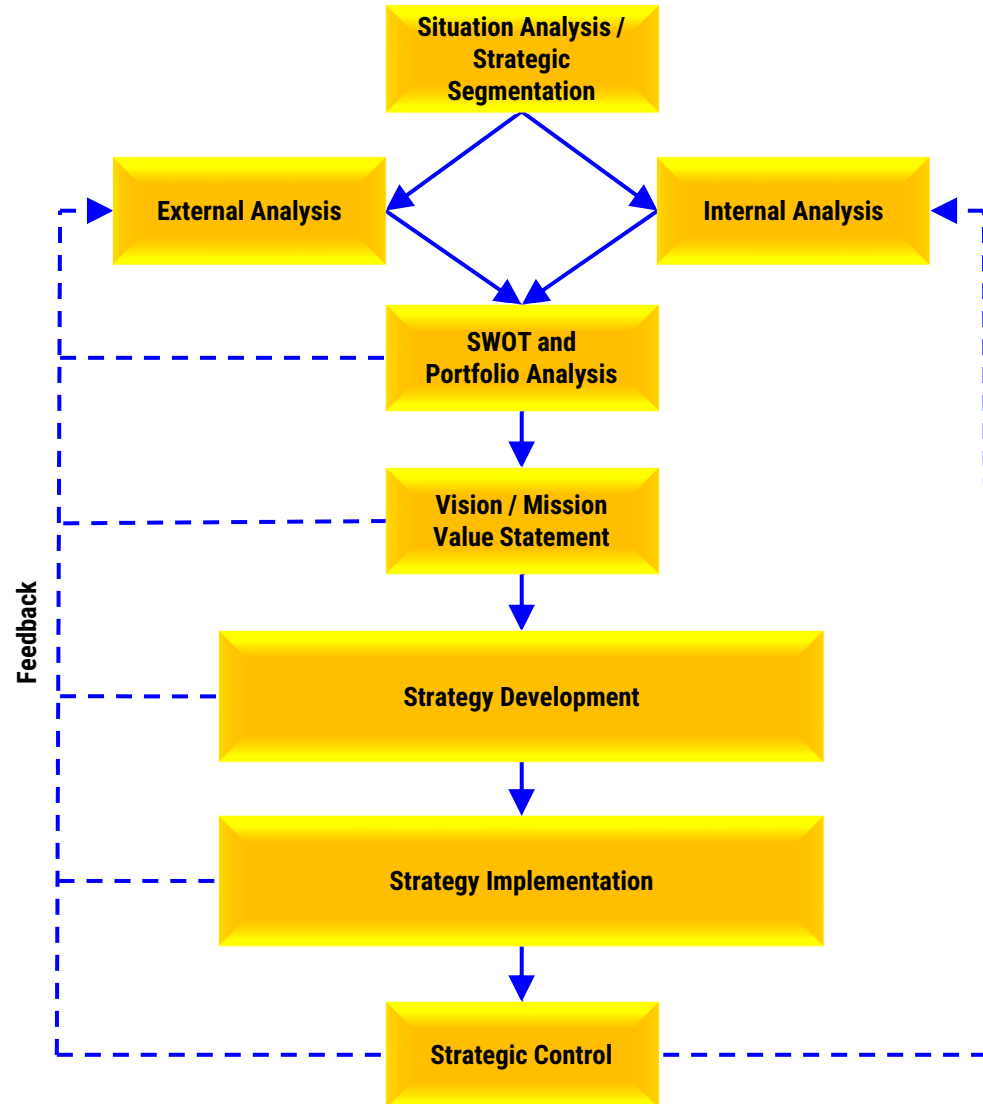 Situation Analysis /
Strategic
Segmentation
External Analysis
Internal Analysis
SWOT and
Portfolio Analysis
Vision / Mission
Value Statement
Feedback
Strategy Development
Strategy Implementation
Strategic Control